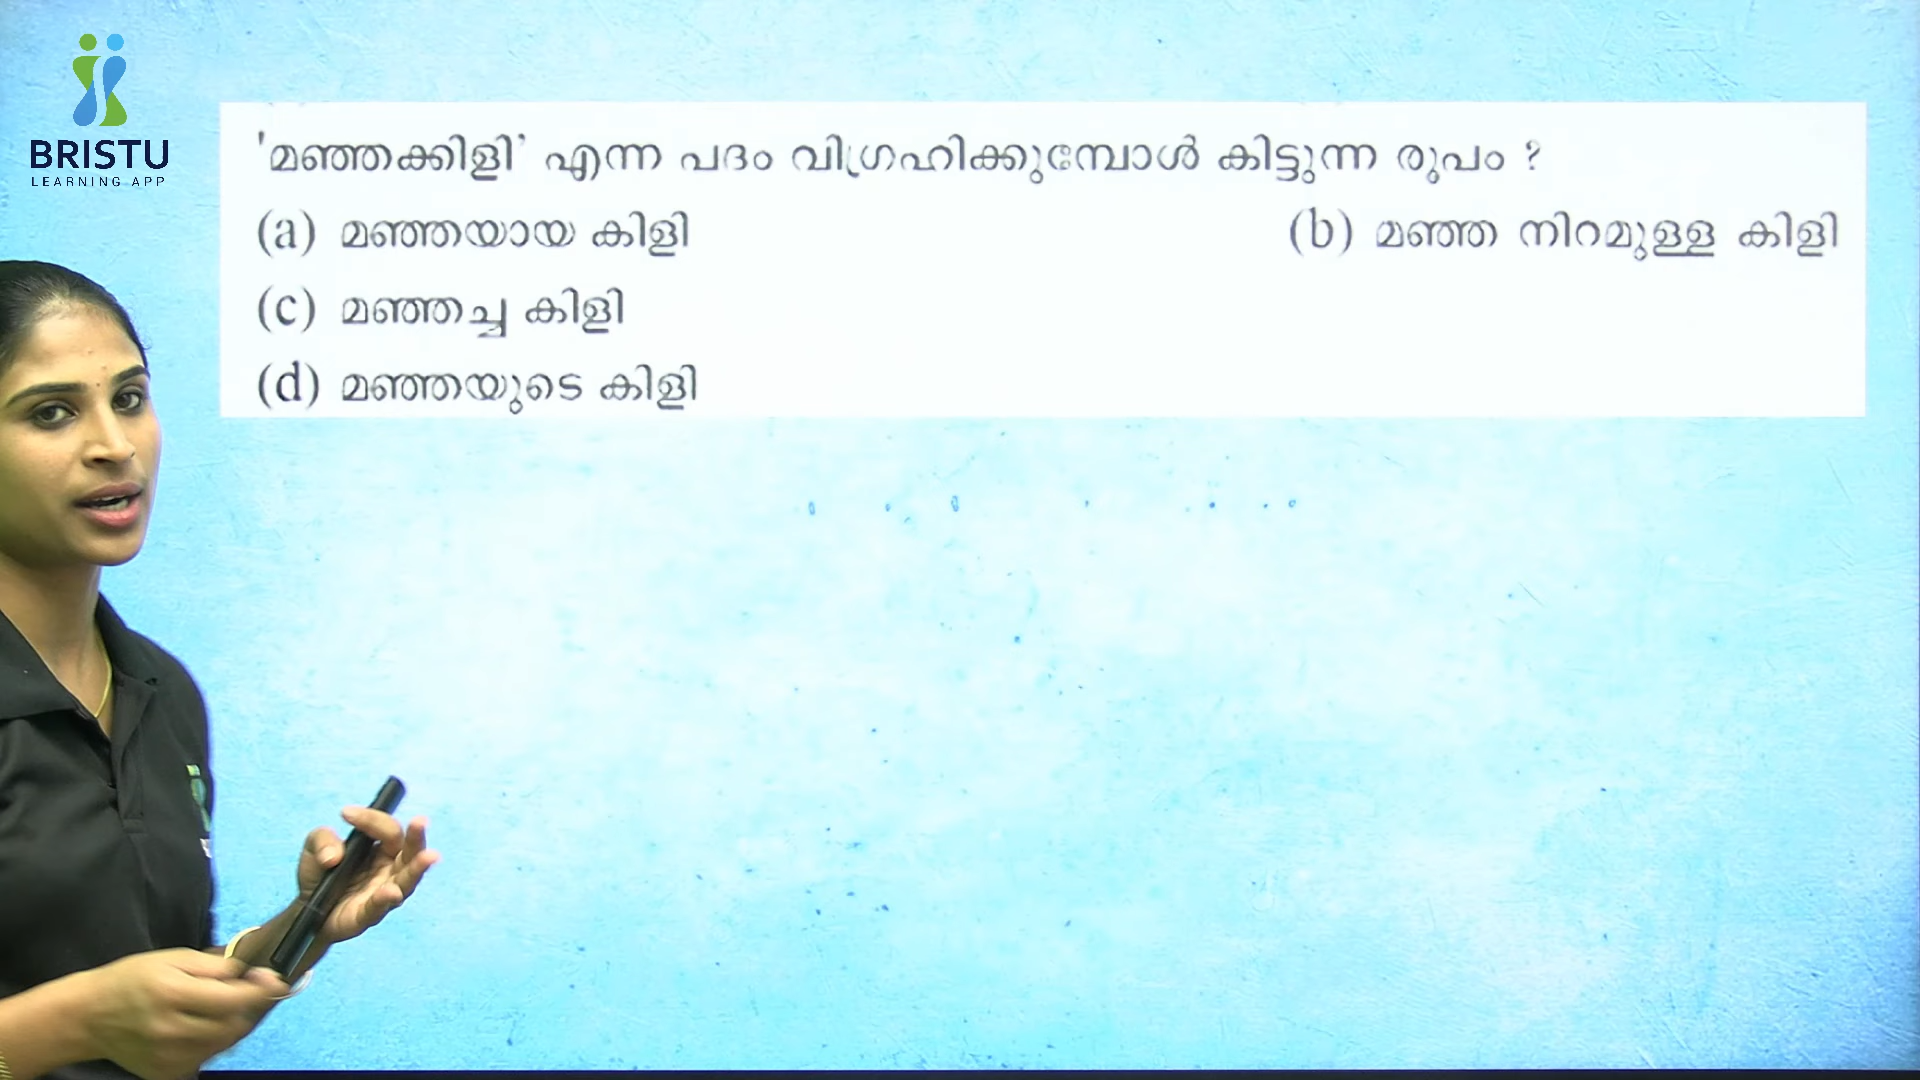 BRISTU
LEARNING APP
'മഞ്ഞക്കിളി' എന്ന പദം വിഗ്രഹിക്കുമ്പോൾ കിട്ടുന്ന രൂപം ?
(a) മഞ്ഞയായ കിളി (b) മഞ്ഞ നിറമുള്ള കിളി
(c) മഞ്ഞച്ച കിളി
(d) മഞ്ഞയുടെ കിളി